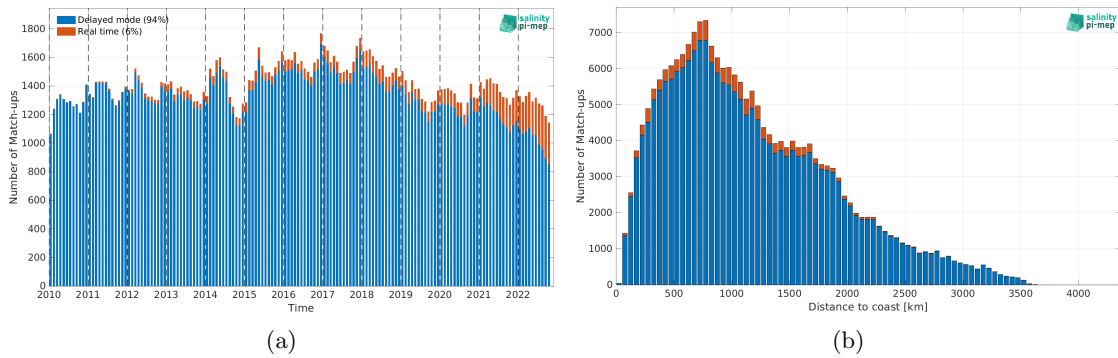 Delayed mode (94%)
Real time (6%)
salinity
pi-mep
Number of Match-ups
1800
1600
1400
1200
1000
800
600
400
200
0
2010 2011 2012 2013 2014 2015 2016 2017 2018 2019 2020 2021 2022
Time
(a)
salinity
pi-mep
Number of Match-ups
7000
6000
5000
4000
3000
2000
1000
0
0 500 1000 1500 2000 2500 3000 3500 4000
Distance to coast [km]
(b)